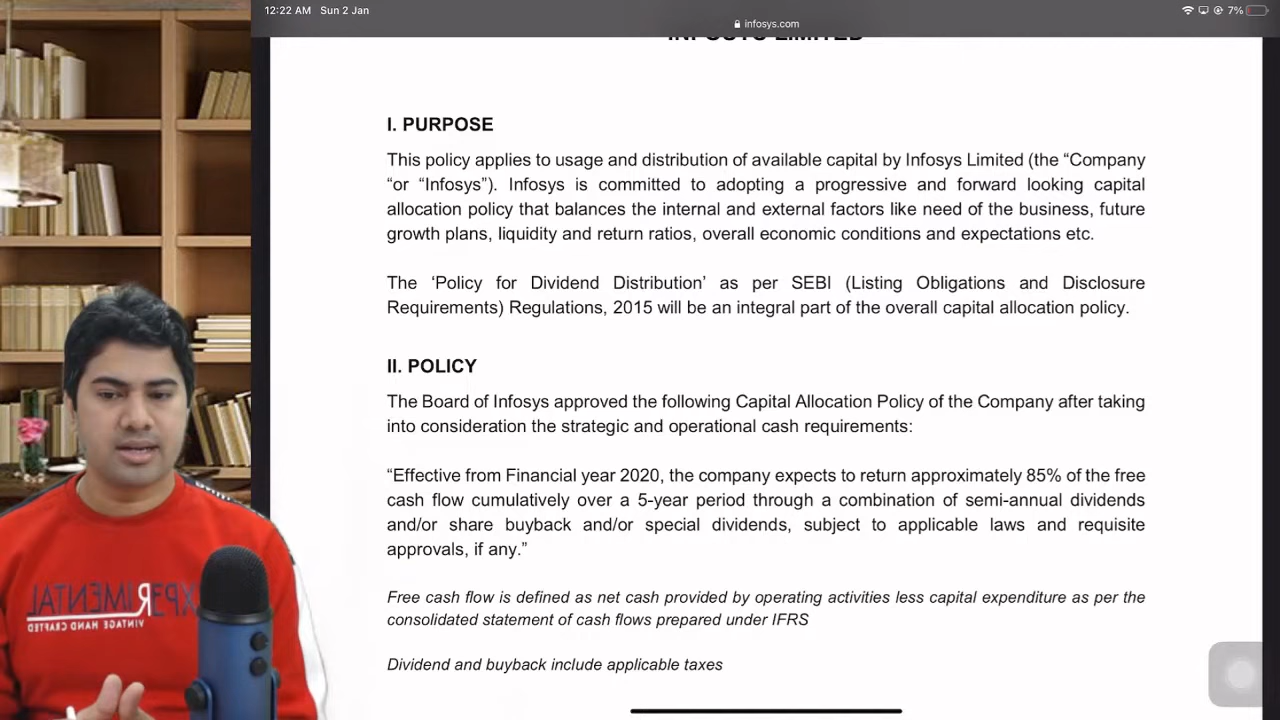 12:22 AM Sun 2 Jan
7%
infosys.com
INFOSYS LIMITED
I. PURPOSE
This policy applies to usage and distribution of available capital by Infosys Limited (the “Company
“or “Infosys”). Infosys is committed to adopting a progressive and forward looking capital
allocation policy that balances the internal and external factors like need of the business, future
growth plans, liquidity and return ratios, overall economic conditions and expectations etc.
The ‘Policy for Dividend Distribution’ as per SEBI (Listing Obligations and Disclosure
Requirements) Regulations, 2015 will be an integral part of the overall capital allocation policy.
II. POLICY
The Board of Infosys approved the following Capital Allocation Policy of the Company after taking
into consideration the strategic and operational cash requirements:
“Effective from Financial year 2020, the company expects to return approximately 85% of the free
cash flow cumulatively over a 5-year period through a combination of semi-annual dividends
and/or share buyback and/or special dividends, subject to applicable laws and requisite
approvals, if any.”
Free cash flow is defined as net cash provided by operating activities less capital expenditure as per the
consolidated statement of cash flows prepared under IFRS
Dividend and buyback include applicable taxes
EXPERIMENTAL
VINTAGE HAND CRAFTED